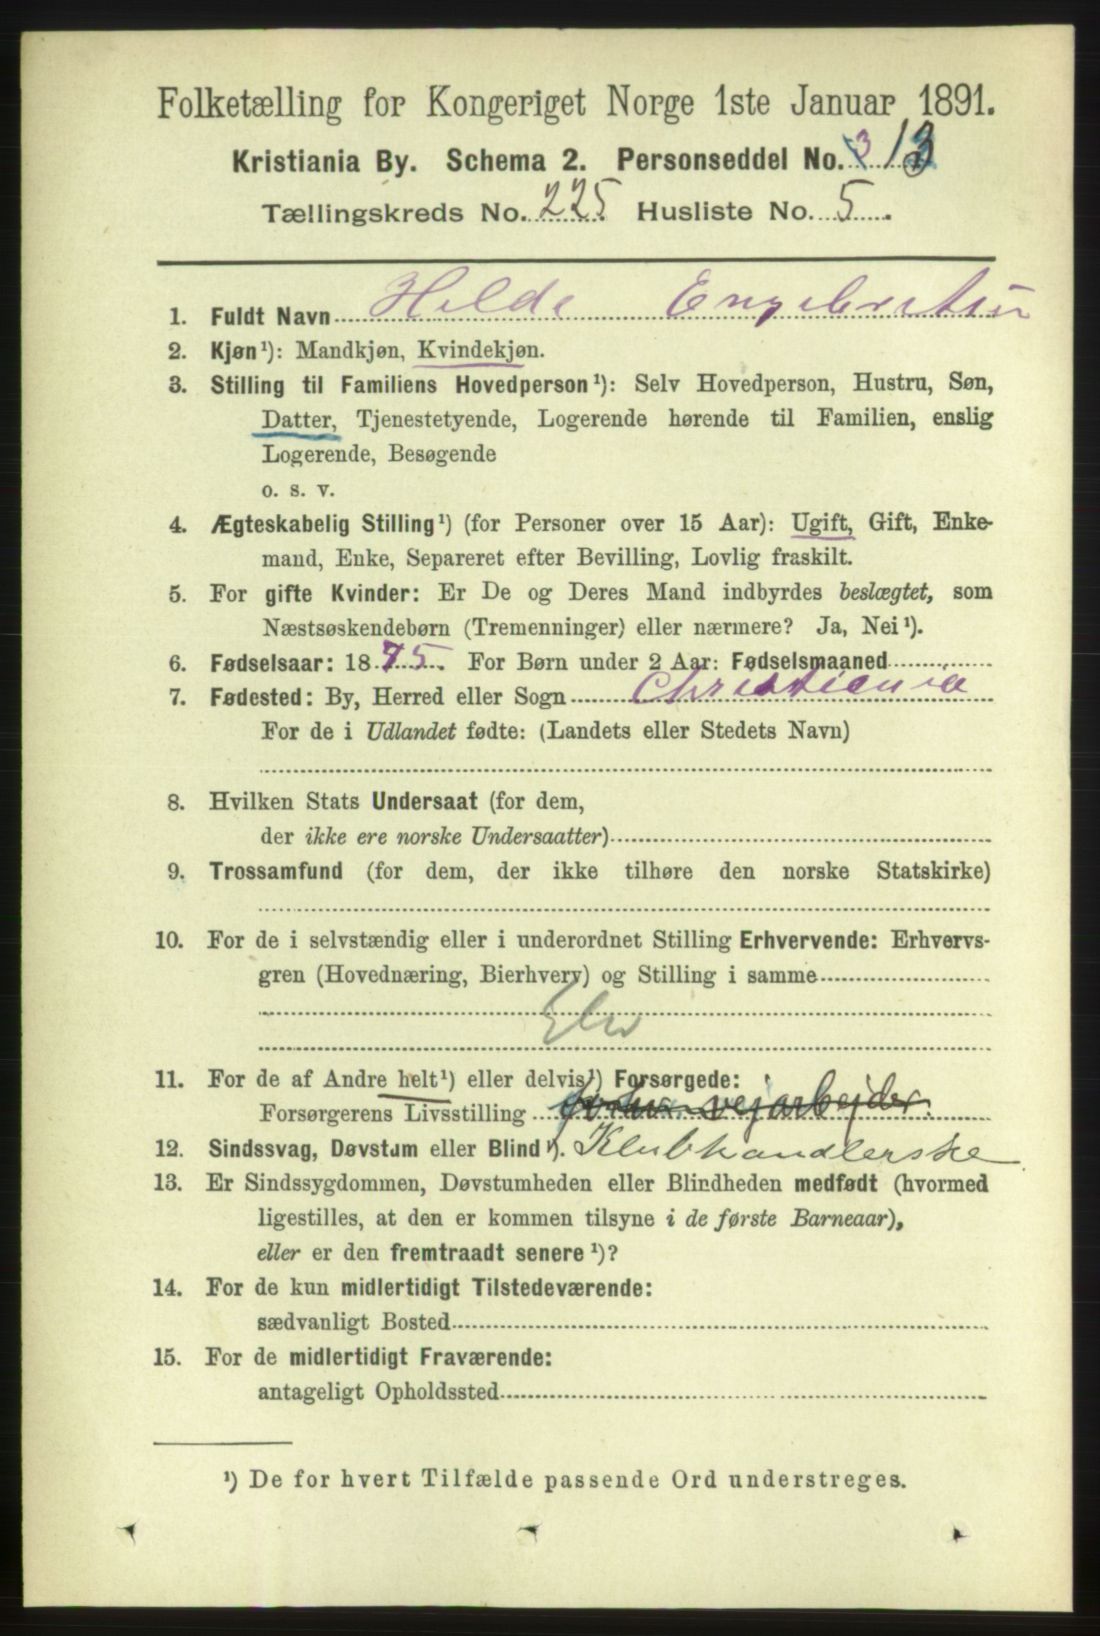 Folketælling for Kongeriget Norge 1ste Januar 1891.
Kristiania By. Schema 2. Personseddel No. 3 13
Tællingskreds No. 225 Husliste No. 5.
1. Fuldt Navn Helda Engebretsen
2. Kjøn¹): Mandkjøn, Kvindekjøn.
3. Stilling til Familiens Hovedperson¹): Selv Hovedperson, Hustru, Søn,
Datter, Tjenestetyende, Logerende hørende til Familien, enslig
Logerende, Besøgende
o. s. v.
4. Ægteskabelig Stilling¹) (for Personer over 15 Aar): Ugift, Gift, Enke-
mand, Enke, Separeret efter Bevilling, Lovlig fraskilt.
5. For gifte Kvinder: Er De og Deres Mand indbyrdes beslægtet, som
Næstsøskendebørn (Tremenninger) eller nærmere? Ja, Nei¹).
6. Fødselsaar: 1875. For Børn under 2 Aar: Fødselsmaaned
7. Fødested: By, Herred eller Sogn Christiania
For de i Udlandet fødte: (Landets eller Stedets Navn)
8. Hvilken Stats Undersaat (for dem,
der ikke ere norske Undersaatter)
9. Trossamfund (for dem, der ikke tilhøre den norske Statskirke)
10. For de i selvstændig eller i underordnet Stilling Erhvervende: Erhvervs-
gren (Hovednæring, Bierhverv) og Stilling i samme
Elev
11. For de af Andre helt¹) eller delvis¹) Forsørgede:
Forsørgerens Livsstilling vejarbejder.
12. Sindssvag, Døvstum eller Blind¹). Klubhandlerske
13. Er Sindssygdommen, Døvstumheden eller Blindheden medfødt (hvormed
ligestilles, at den er kommen tilsyne i de første Barneaar),
eller er den fremtraadt senere¹)?
14. For de kun midlertidigt Tilstedeværende:
sædvanligt Bosted
15. For de midlertidigt Fraværende:
antageligt Opholdssted
¹) De for hvert Tilfælde passende Ord understreges.